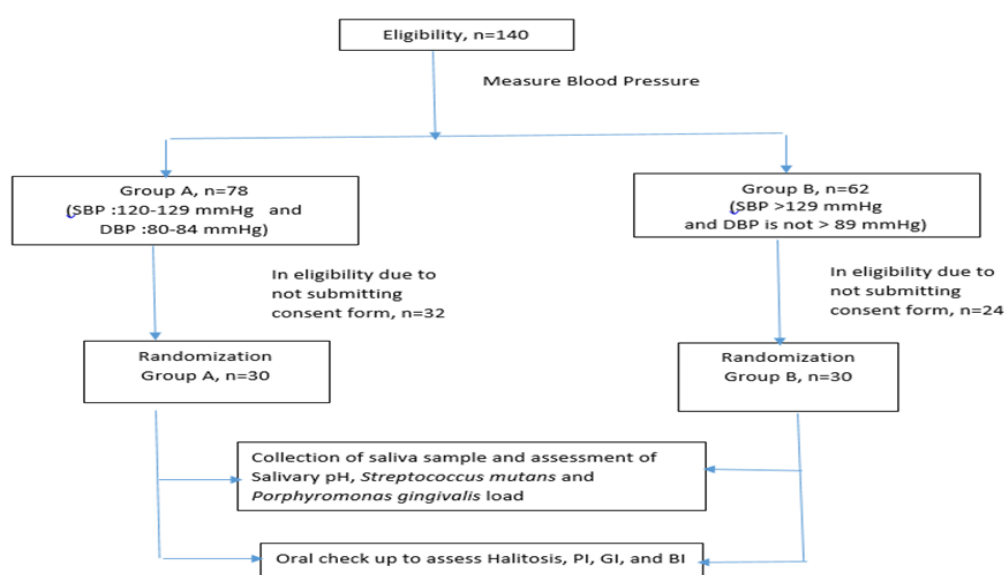 Eligibility, n=140
Measure Blood Pressure
Group A, n=78
(SBP :120-129 mmHg and
DBP :80-84 mmHg)
Group B, n=62
(SBP >129 mmHg
and DBP is not > 89 mmHg)
In eligibility due to
not submitting
consent form, n=32
In eligibility due to
not submitting
consent form, n=24
Randomization
Group A, n=30
Randomization
Group B, n=30
Collection of saliva sample and assessment of
Salivary pH, Streptococcus mutans and
Porphyromonas gingivalis load
Oral check up to assess Halitosis, PI, GI, and BI